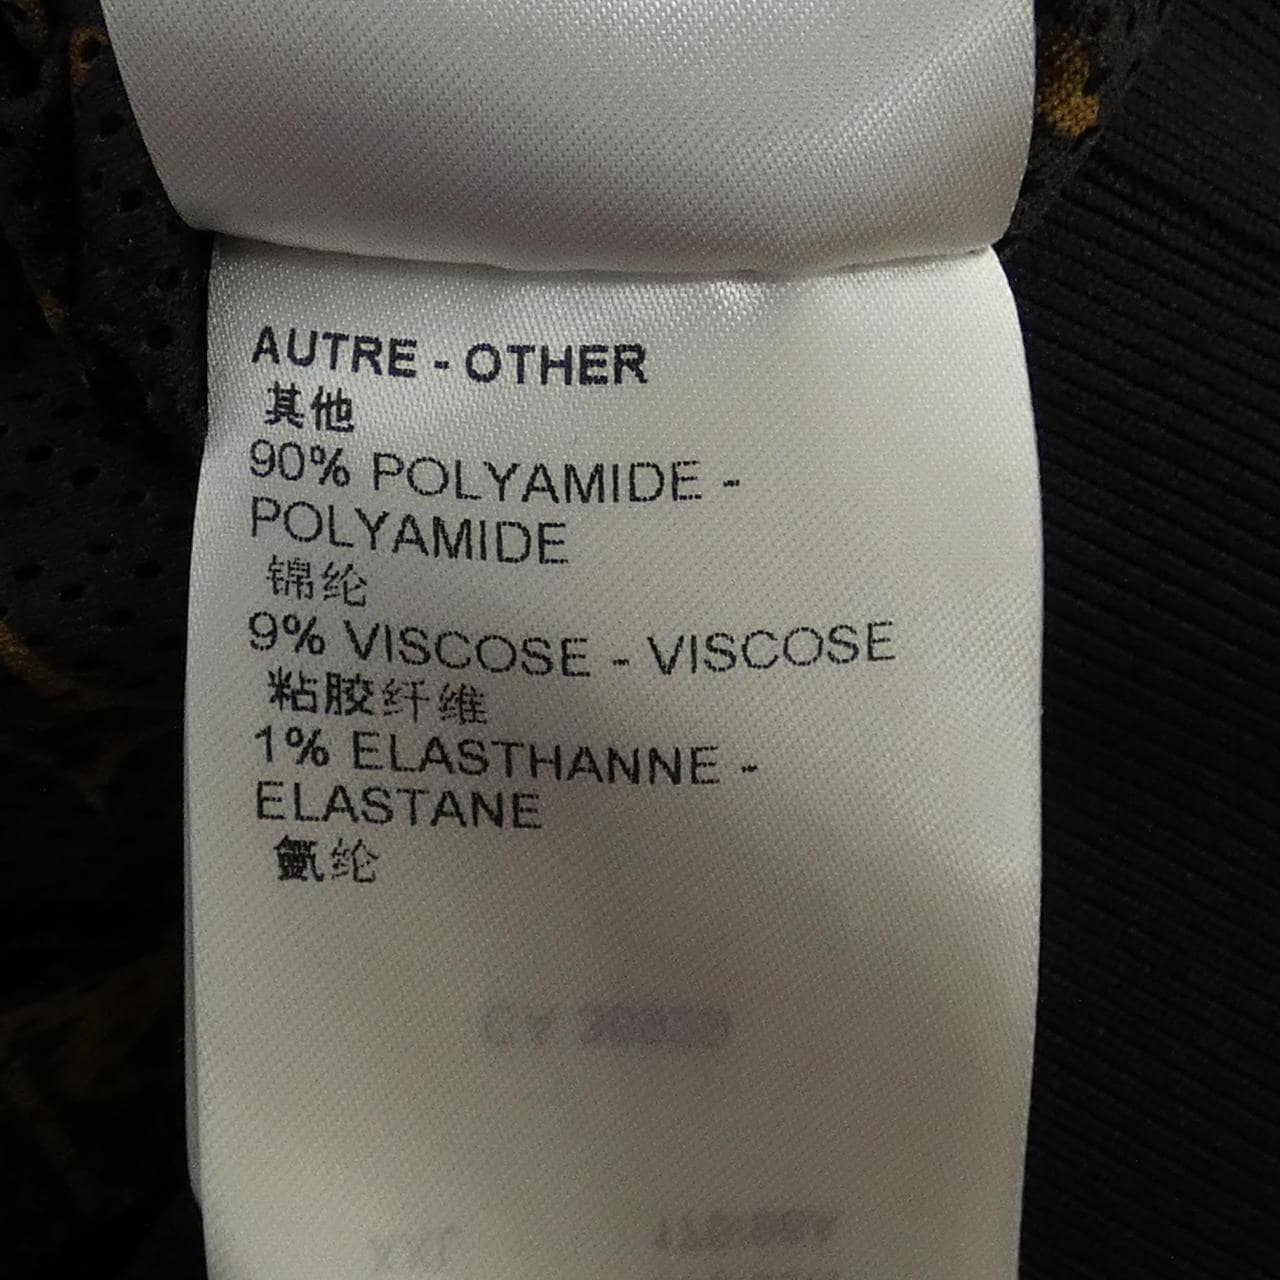 AUTRE - OTHER
其他
90% POLYAMIDE -
POLYAMIDE
锦纶
9% VISCOSE - VISCOSE
粘胶纤维
1% ELASTHANNE -
ELASTANE
氨纶